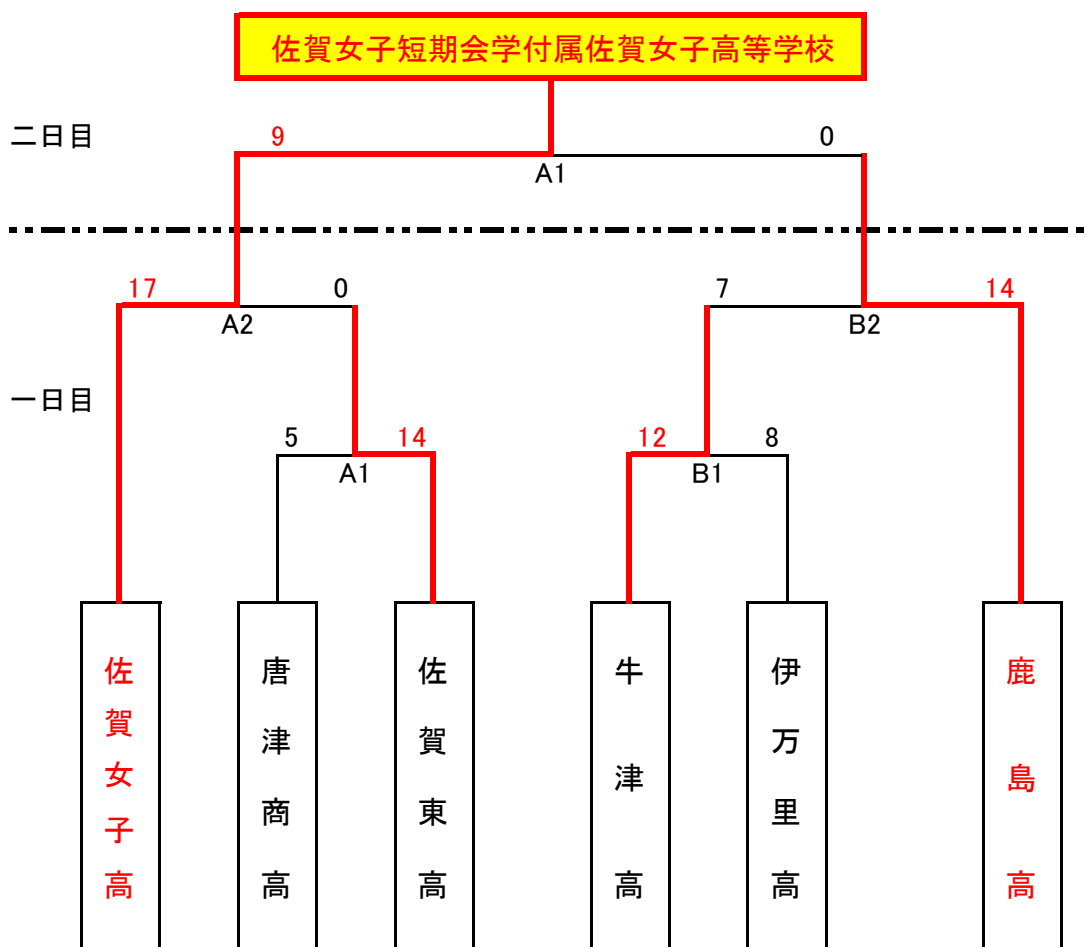 佐賀女子短期会学付属佐賀女子高等学校
二日目
9
0
A1
17
0
7
14
A2
B2
一日目
5
14
12
8
A1
B1
佐賀女子高
唐津商高
佐賀東高
牛津高
伊万里高
鹿島高